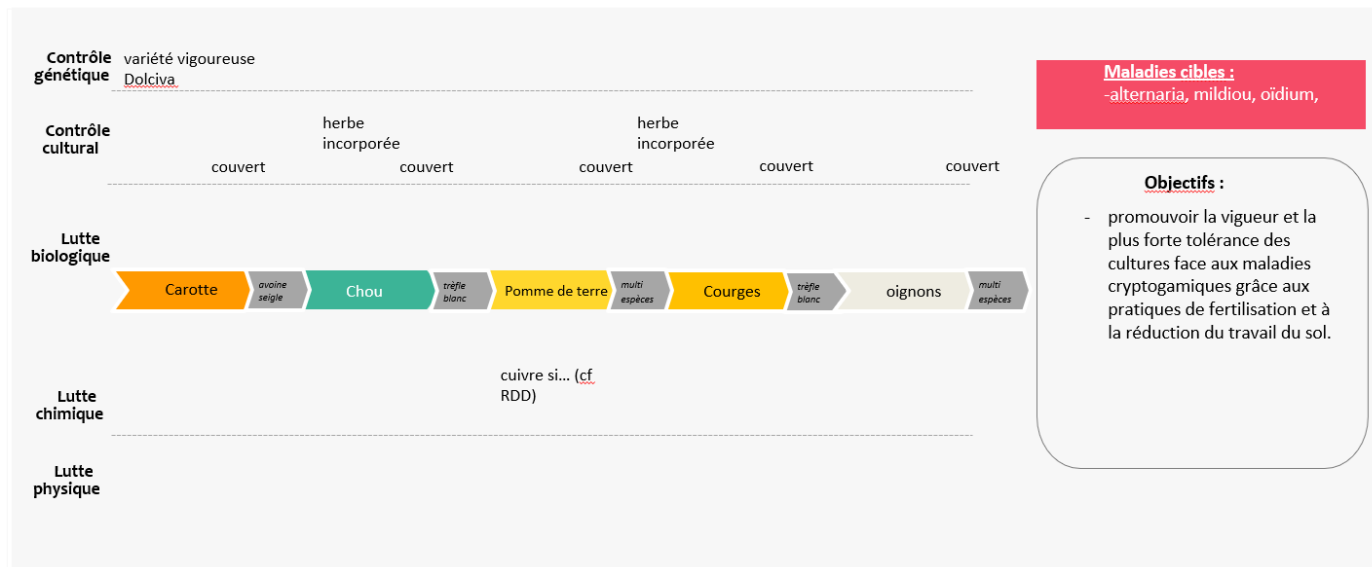 Contrôle
génétique
variété vigoureuse
Dolciva
Contrôle
cultural
herbe
incorporée
herbe
incorporée
couvert
couvert
couvert
couvert
couvert
Lutte
biologique
Carotte
avoine
seigle
Chou
trèfle
blanc
Pomme de terre
multi
espèces
Courges
trèfle
blanc
oignons
multi
espèces
Lutte
chimique
cuivre si... (cf
RDD)
Lutte
physique
Maladies cibles :
-alternaria, mildiou, oïdium,
Objectifs :
- promouvoir la vigueur et la
plus forte tolérance des
cultures face aux maladies
cryptogamiques grâce aux
pratiques de fertilisation et à
la réduction du travail du sol.